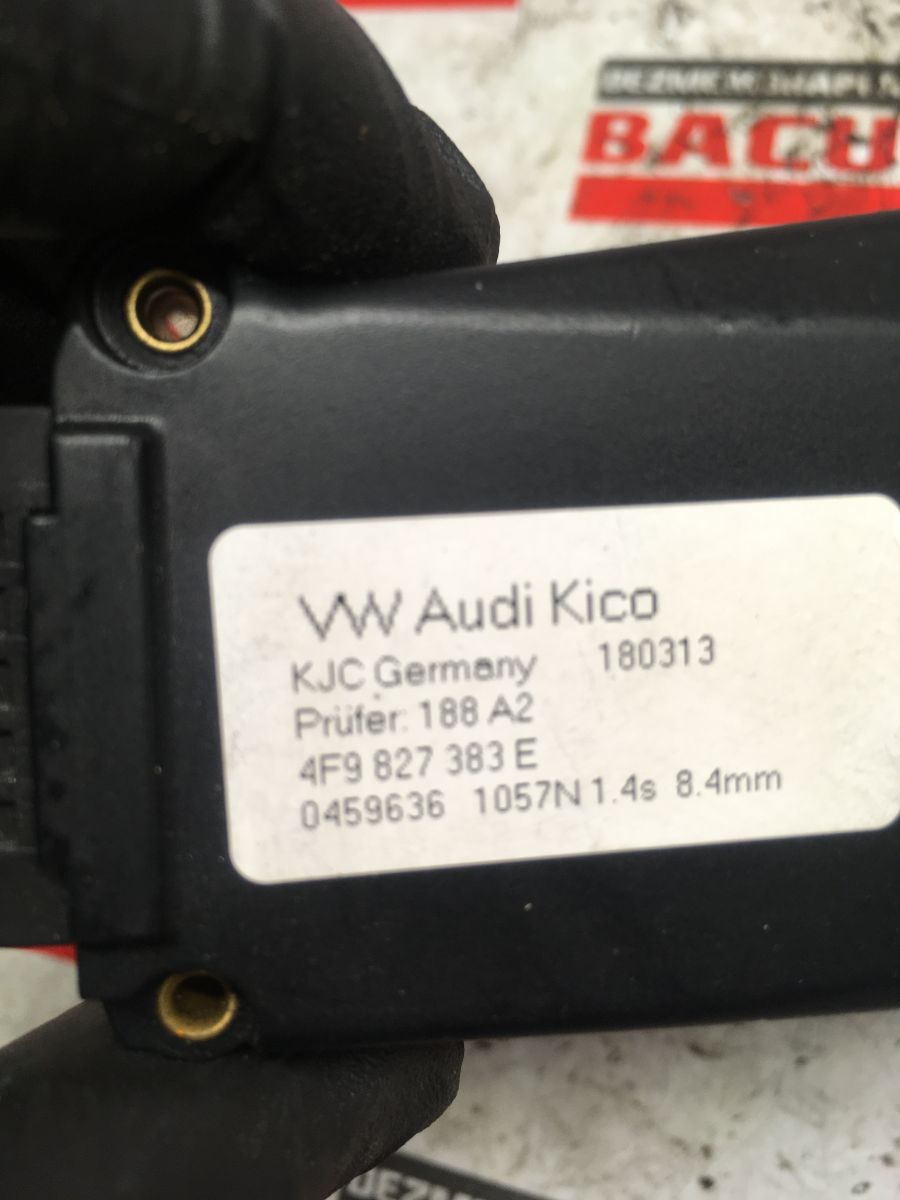 BACU
VW Audi Kico
KJC Germany 180313
Prüfer: 188 A2
4F9 827 383 E
0459636 1057N 1.4s 8.4mm